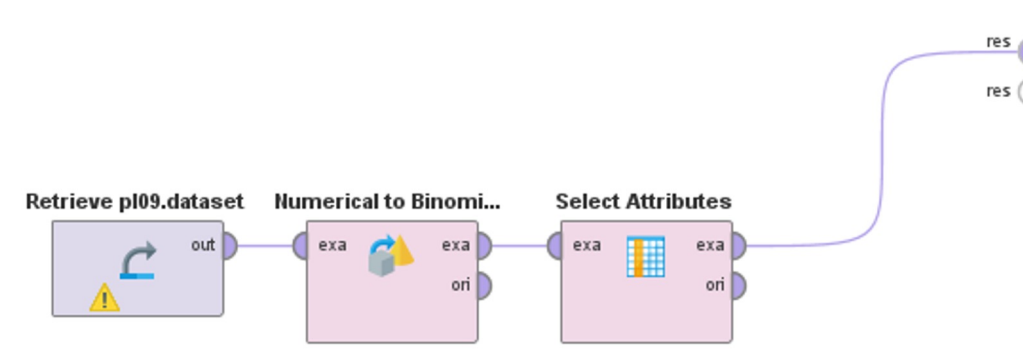 res
res
Retrieve pl09.dataset
Numerical to Binomi...
Select Attributes
out
exa
exa
exa
exa
ori
ori